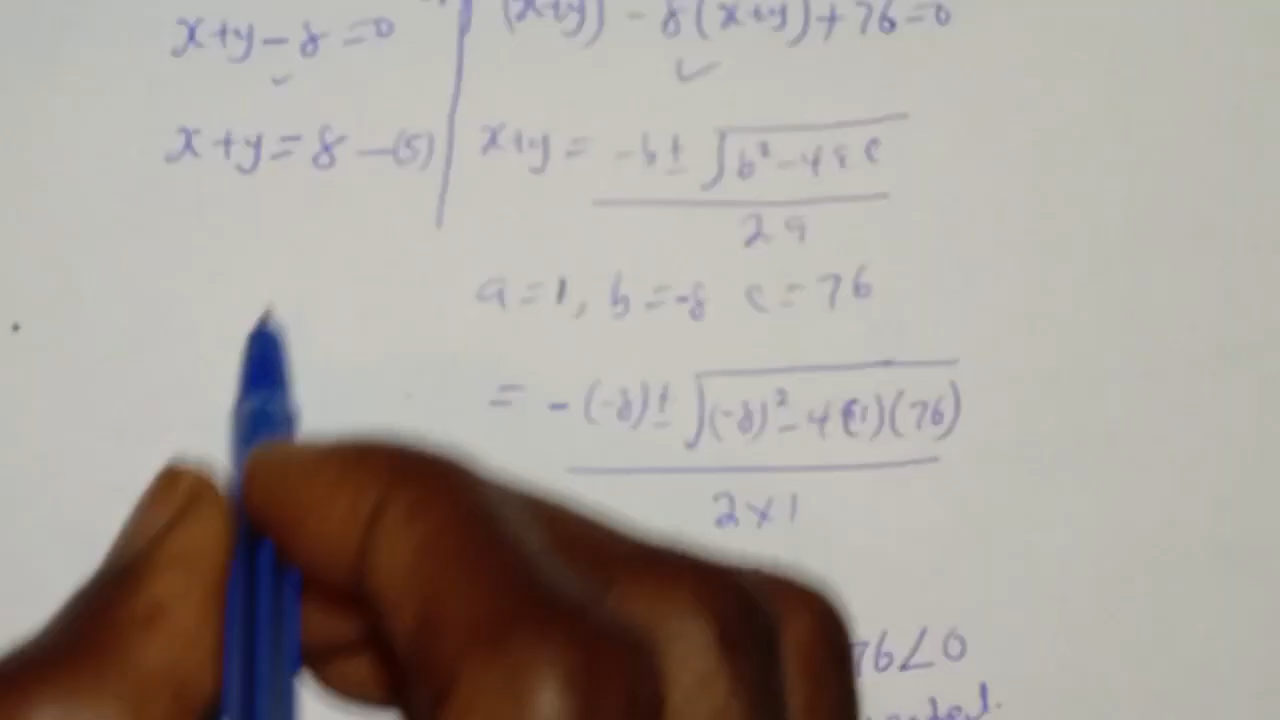 x+y-8=0
x+y=8-(5)
(x+y) - 8(x+y)+76=0
x+y = -b±√b²-4ac
2a
a=1, b=-8 c=76
= -(-8)±√(-8)²-4(1)(76)
2×1
76<0